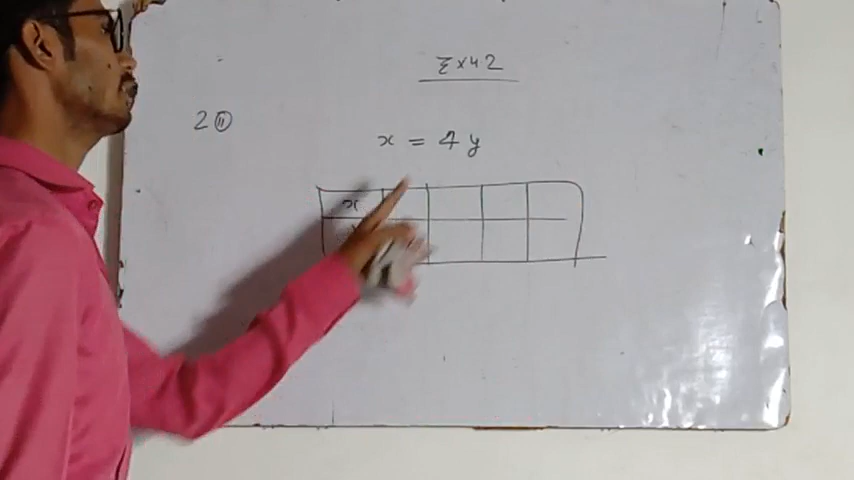 Ex 4 2
2 (ii)
x = 4y
x
y